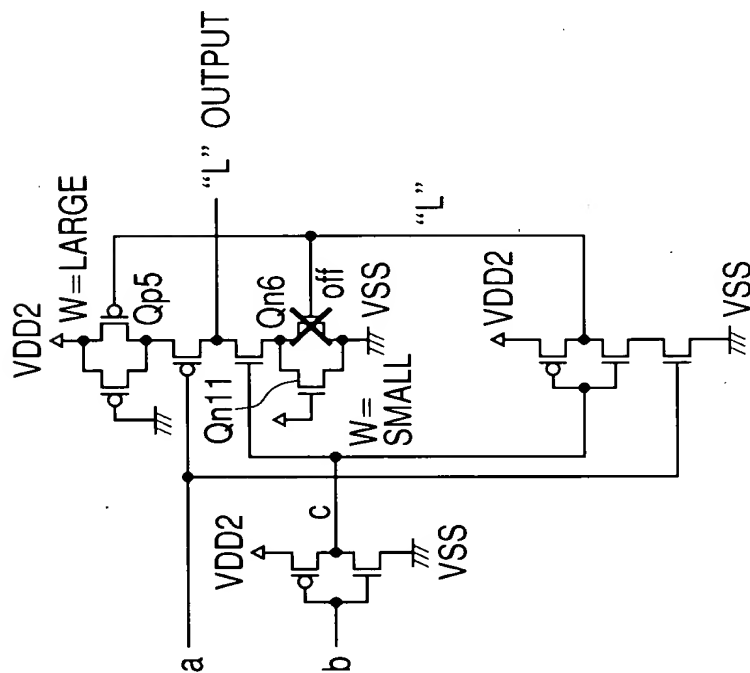 VDD2
W=LARGE
Qp5
"L" OUTPUT
Qn6
off
VSS
Qn11
W=
SMALL
"L"
a
b
c
VDD2
VSS
VDD2
VSS